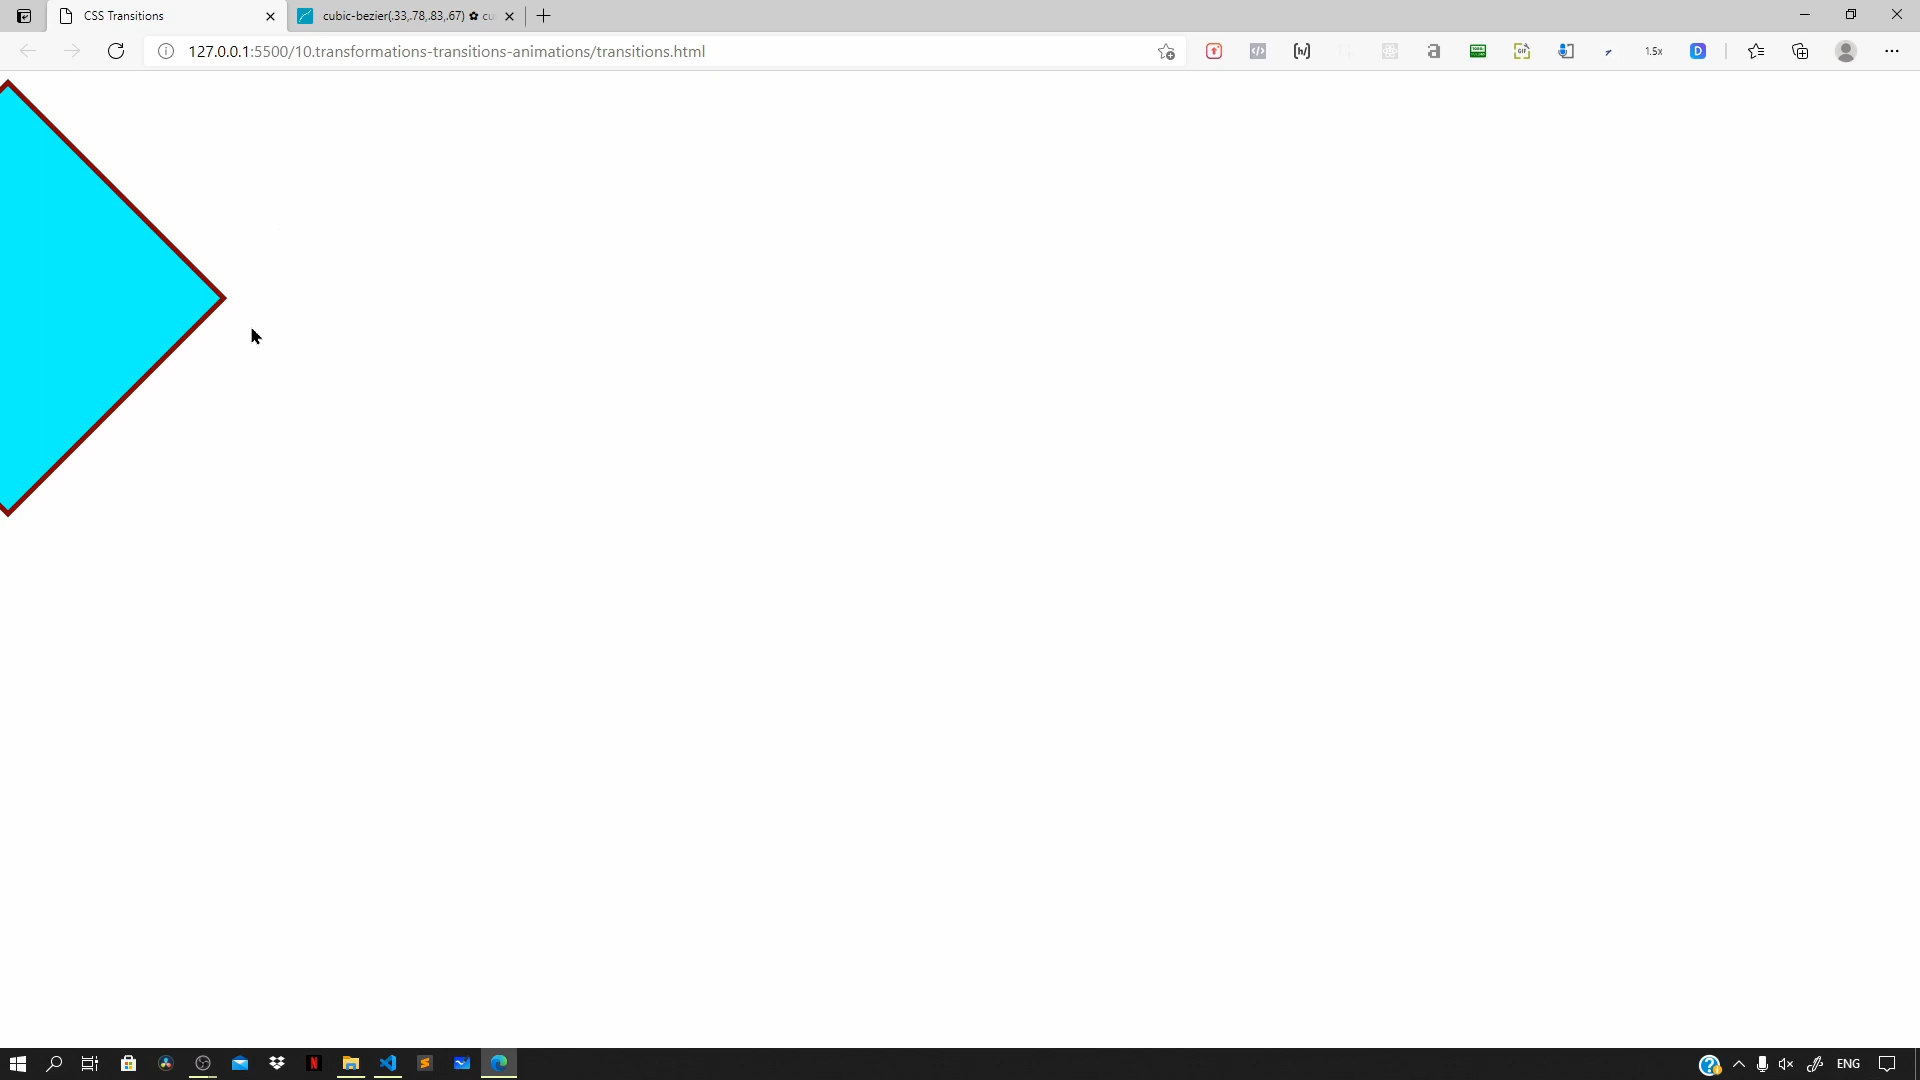 CSS Transitions
cubic-bezier(.33,.78,.83,.67) ✿ cu
127.0.0.1:5500/10.transformations-transitions-animations/transitions.html
1.5x
D
ENG